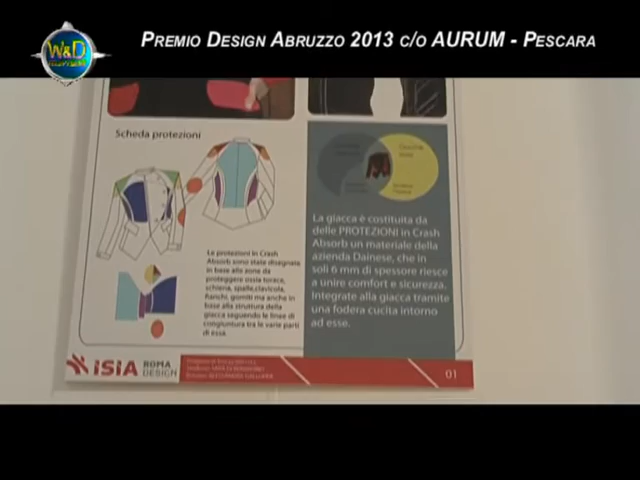 PREMIO DESIGN ABRUZZO 2013 C/O AURUM - PESCARA
W&D
Scheda protezioni
La giacca è costituita da
delle PROTEZIONI in Crash
Absorb un materiale della
azienda Dainese, che in
soli 6 mm di spessore riesce
a unire comfort e sicurezza.
Integrate alla giacca tramite
una fodera cucita intorno
ad esse.
Le protezioni in Crash
Absorb sono state disegnate
in base alle zone da
proteggere ossia torace,
schiena, spalle,clavicola,
fianchi, gomiti ma anche in
base alla struttura della
giacca seguendo le linee di
congiuntura tra le varie parti
di essa.
ISIA ROMA
DESIGN
01